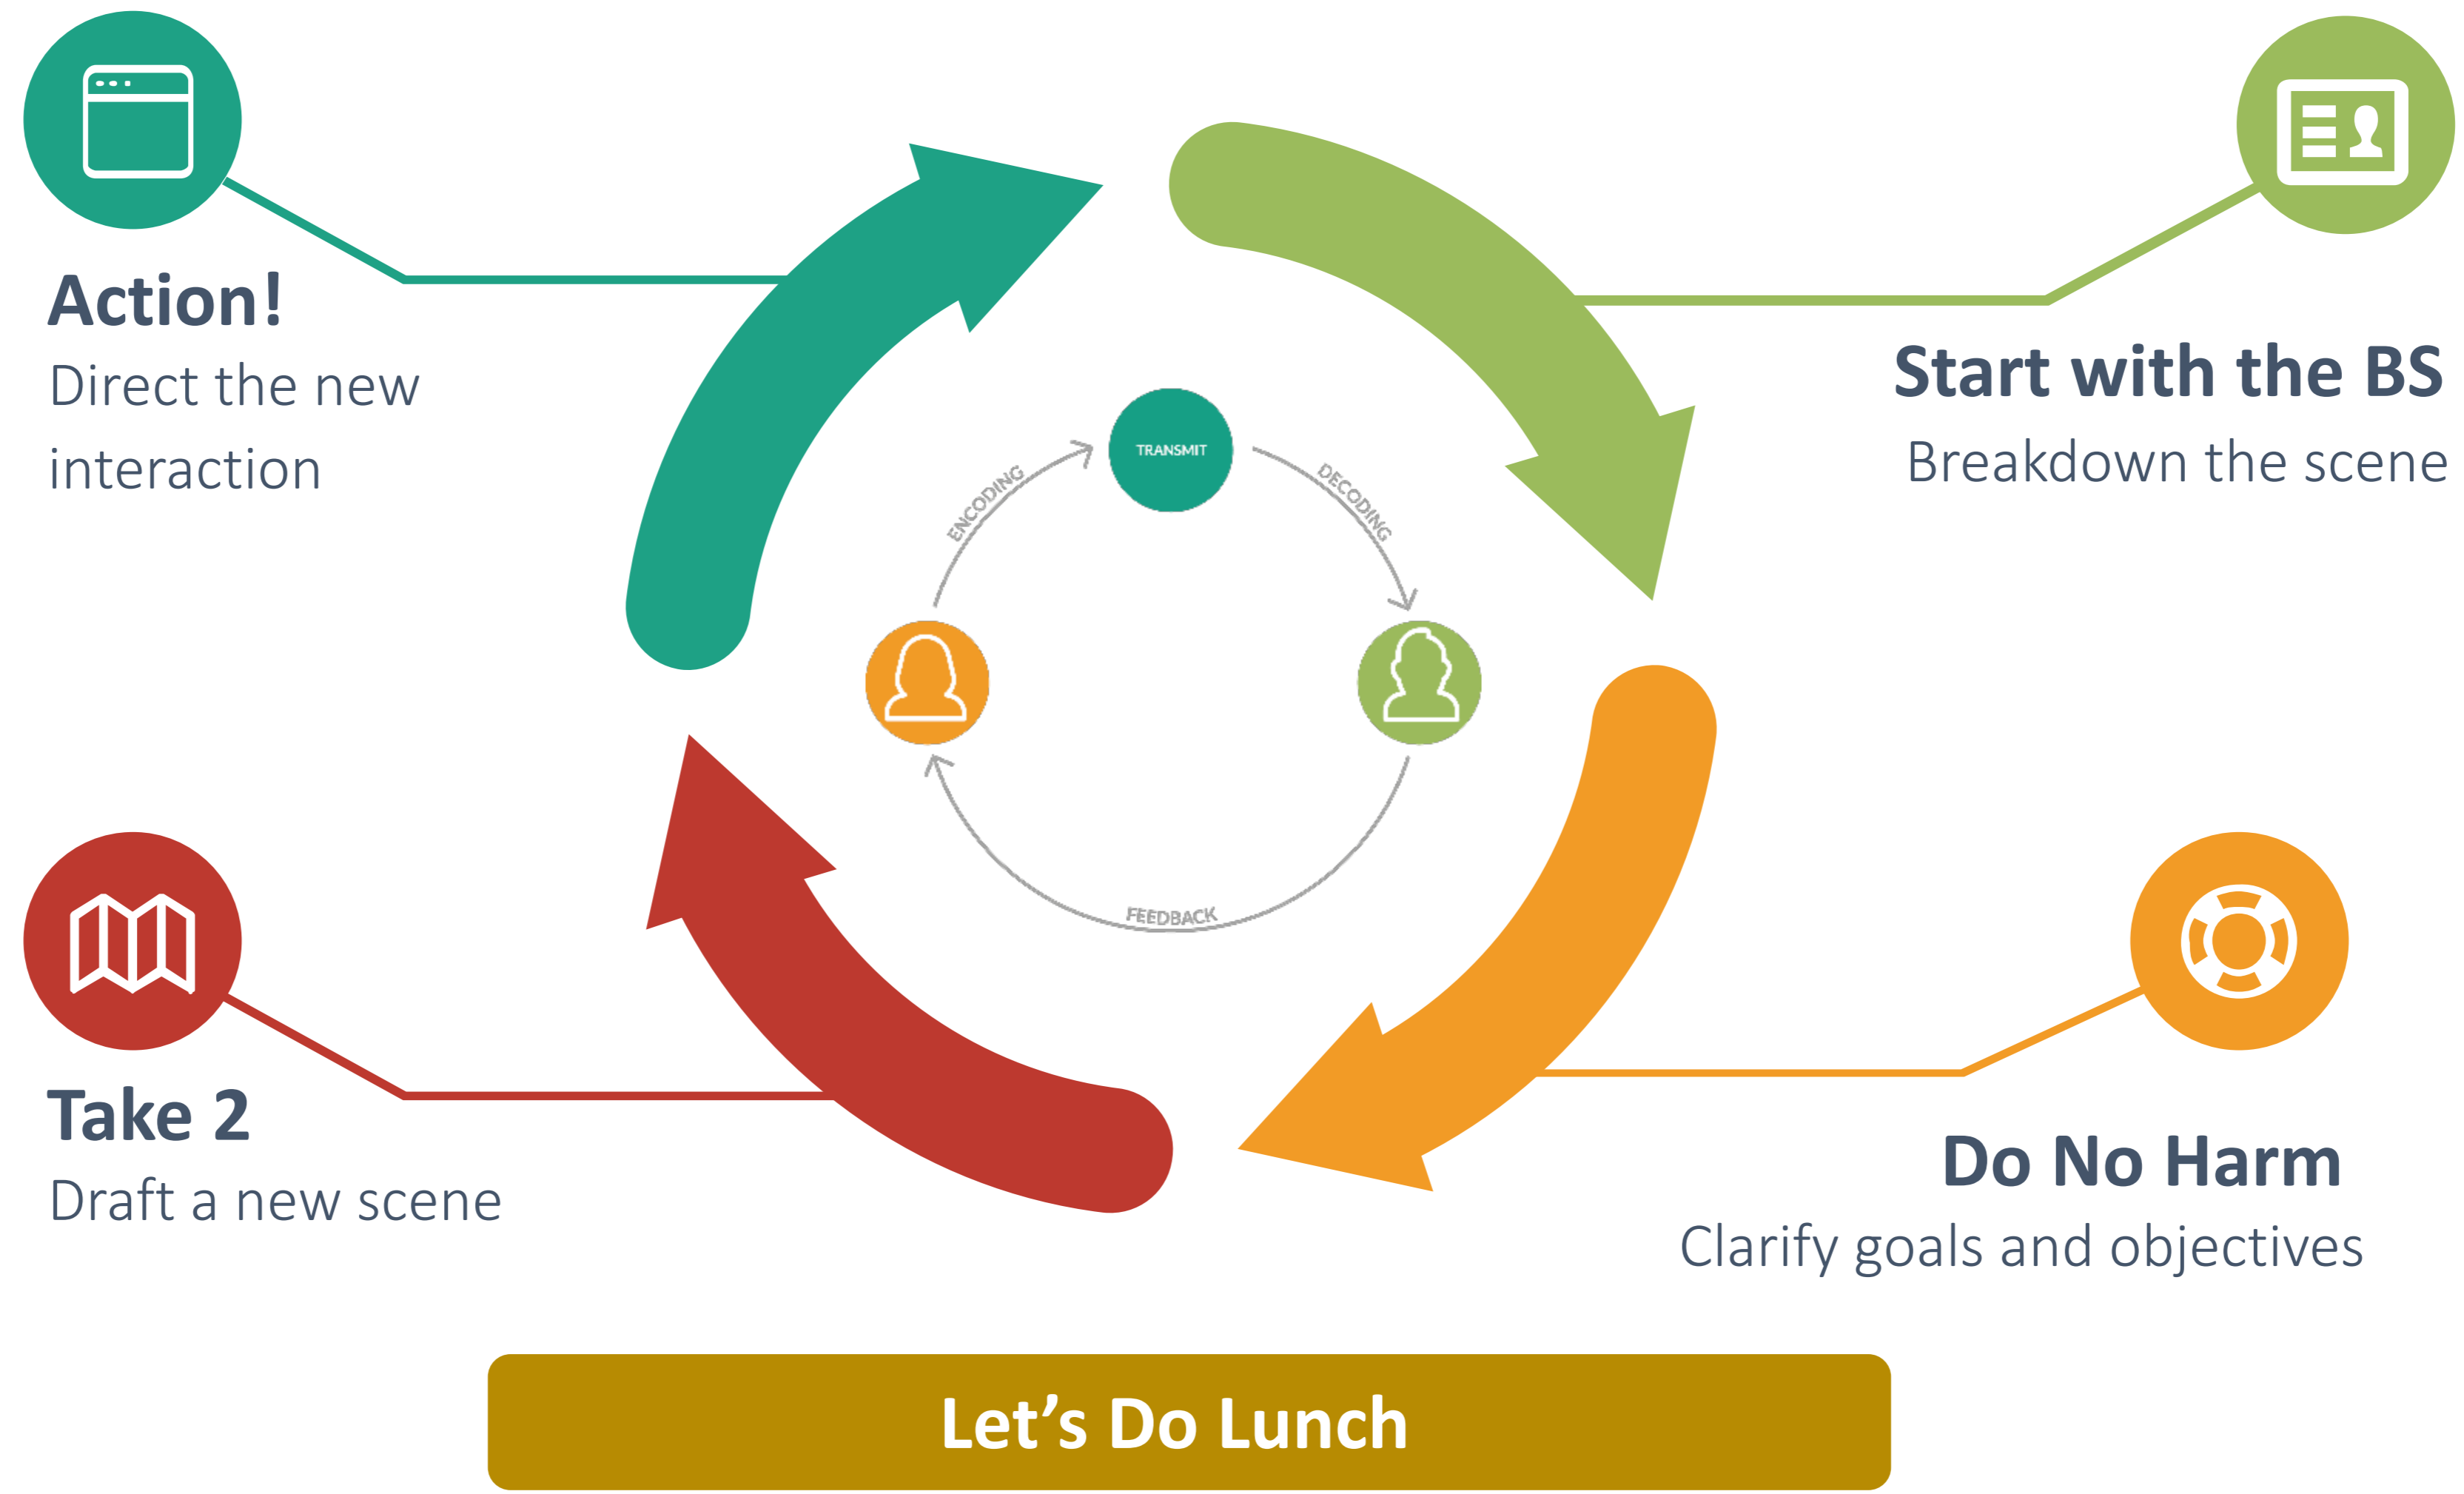 Action!
Direct the new
interaction
Start with the BS
Breakdown the scene
TRANSMIT
ENCODING
DECODING
FEEDBACK
Take 2
Draft a new scene
Do No Harm
Clarify goals and objectives
Let’s Do Lunch